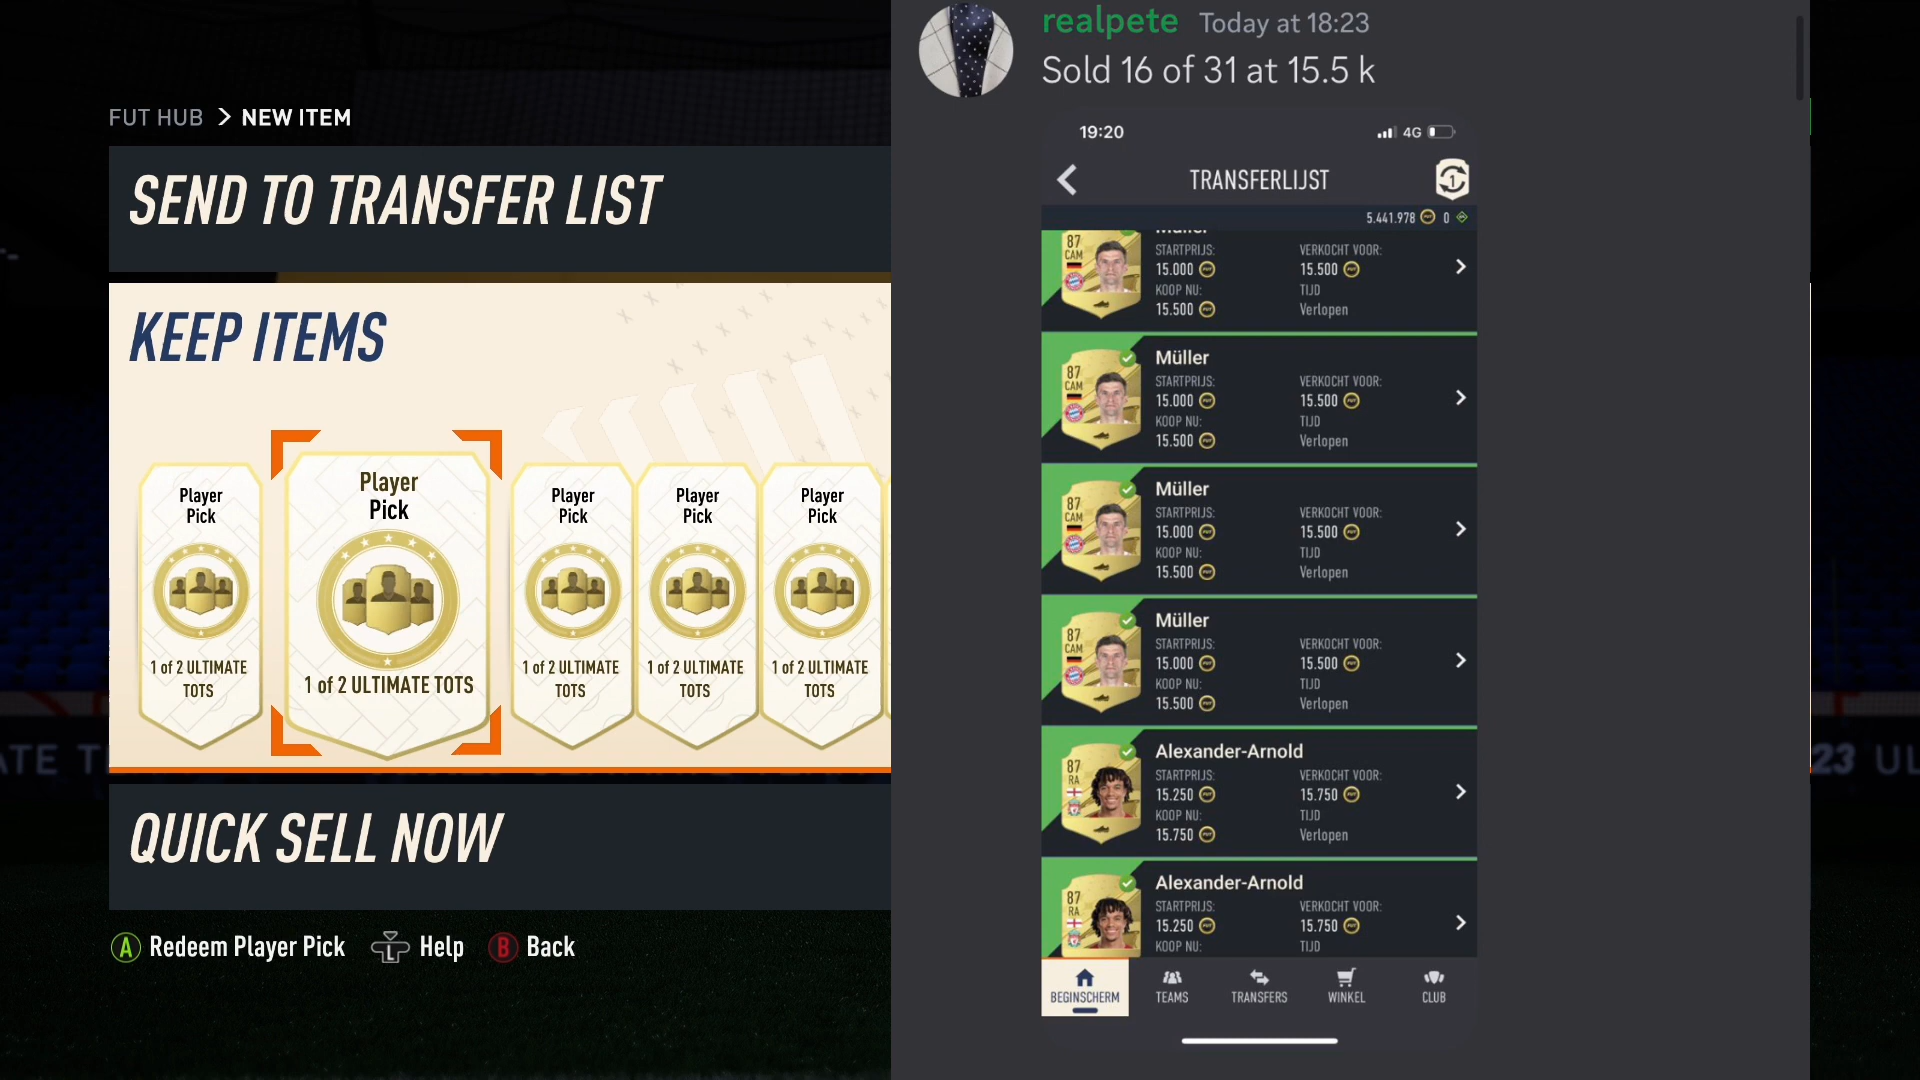 FUT HUB > NEW ITEM
SEND TO TRANSFER LIST
KEEP ITEMS
Player
Pick
1 of 2 ULTIMATE
TOTS
Player
Pick
1 of 2 ULTIMATE TOTS
Player
Pick
1 of 2 ULTIMATE
TOTS
Player
Pick
1 of 2 ULTIMATE
TOTS
Player
Pick
1 of 2 ULTIMATE
TOTS
QUICK SELL NOW
A Redeem Player Pick L Help B Back
realpete Today at 18:23
Sold 16 of 31 at 15.5 k
19:20 4G
TRANSFERLIJST
1
5.441.978 0
Müller
87
CAM
STARTPRIJS: VERKOCHT VOOR:
15.000 15.500
KOOP NU: TIJD
15.500 Verlopen
Müller
87
CAM
STARTPRIJS: VERKOCHT VOOR:
15.000 15.500
KOOP NU: TIJD
15.500 Verlopen
Müller
87
CAM
STARTPRIJS: VERKOCHT VOOR:
15.000 15.500
KOOP NU: TIJD
15.500 Verlopen
Müller
87
CAM
STARTPRIJS: VERKOCHT VOOR:
15.000 15.500
KOOP NU: TIJD
15.500 Verlopen
Alexander-Arnold
87
RA
STARTPRIJS: VERKOCHT VOOR:
15.250 15.750
KOOP NU: TIJD
15.750 Verlopen
Alexander-Arnold
87
RA
STARTPRIJS: VERKOCHT VOOR:
15.250 15.750
KOOP NU: TIJD
BEGINSCHERM TEAMS TRANSFERS WINKEL CLUB
ATE T
23 UL